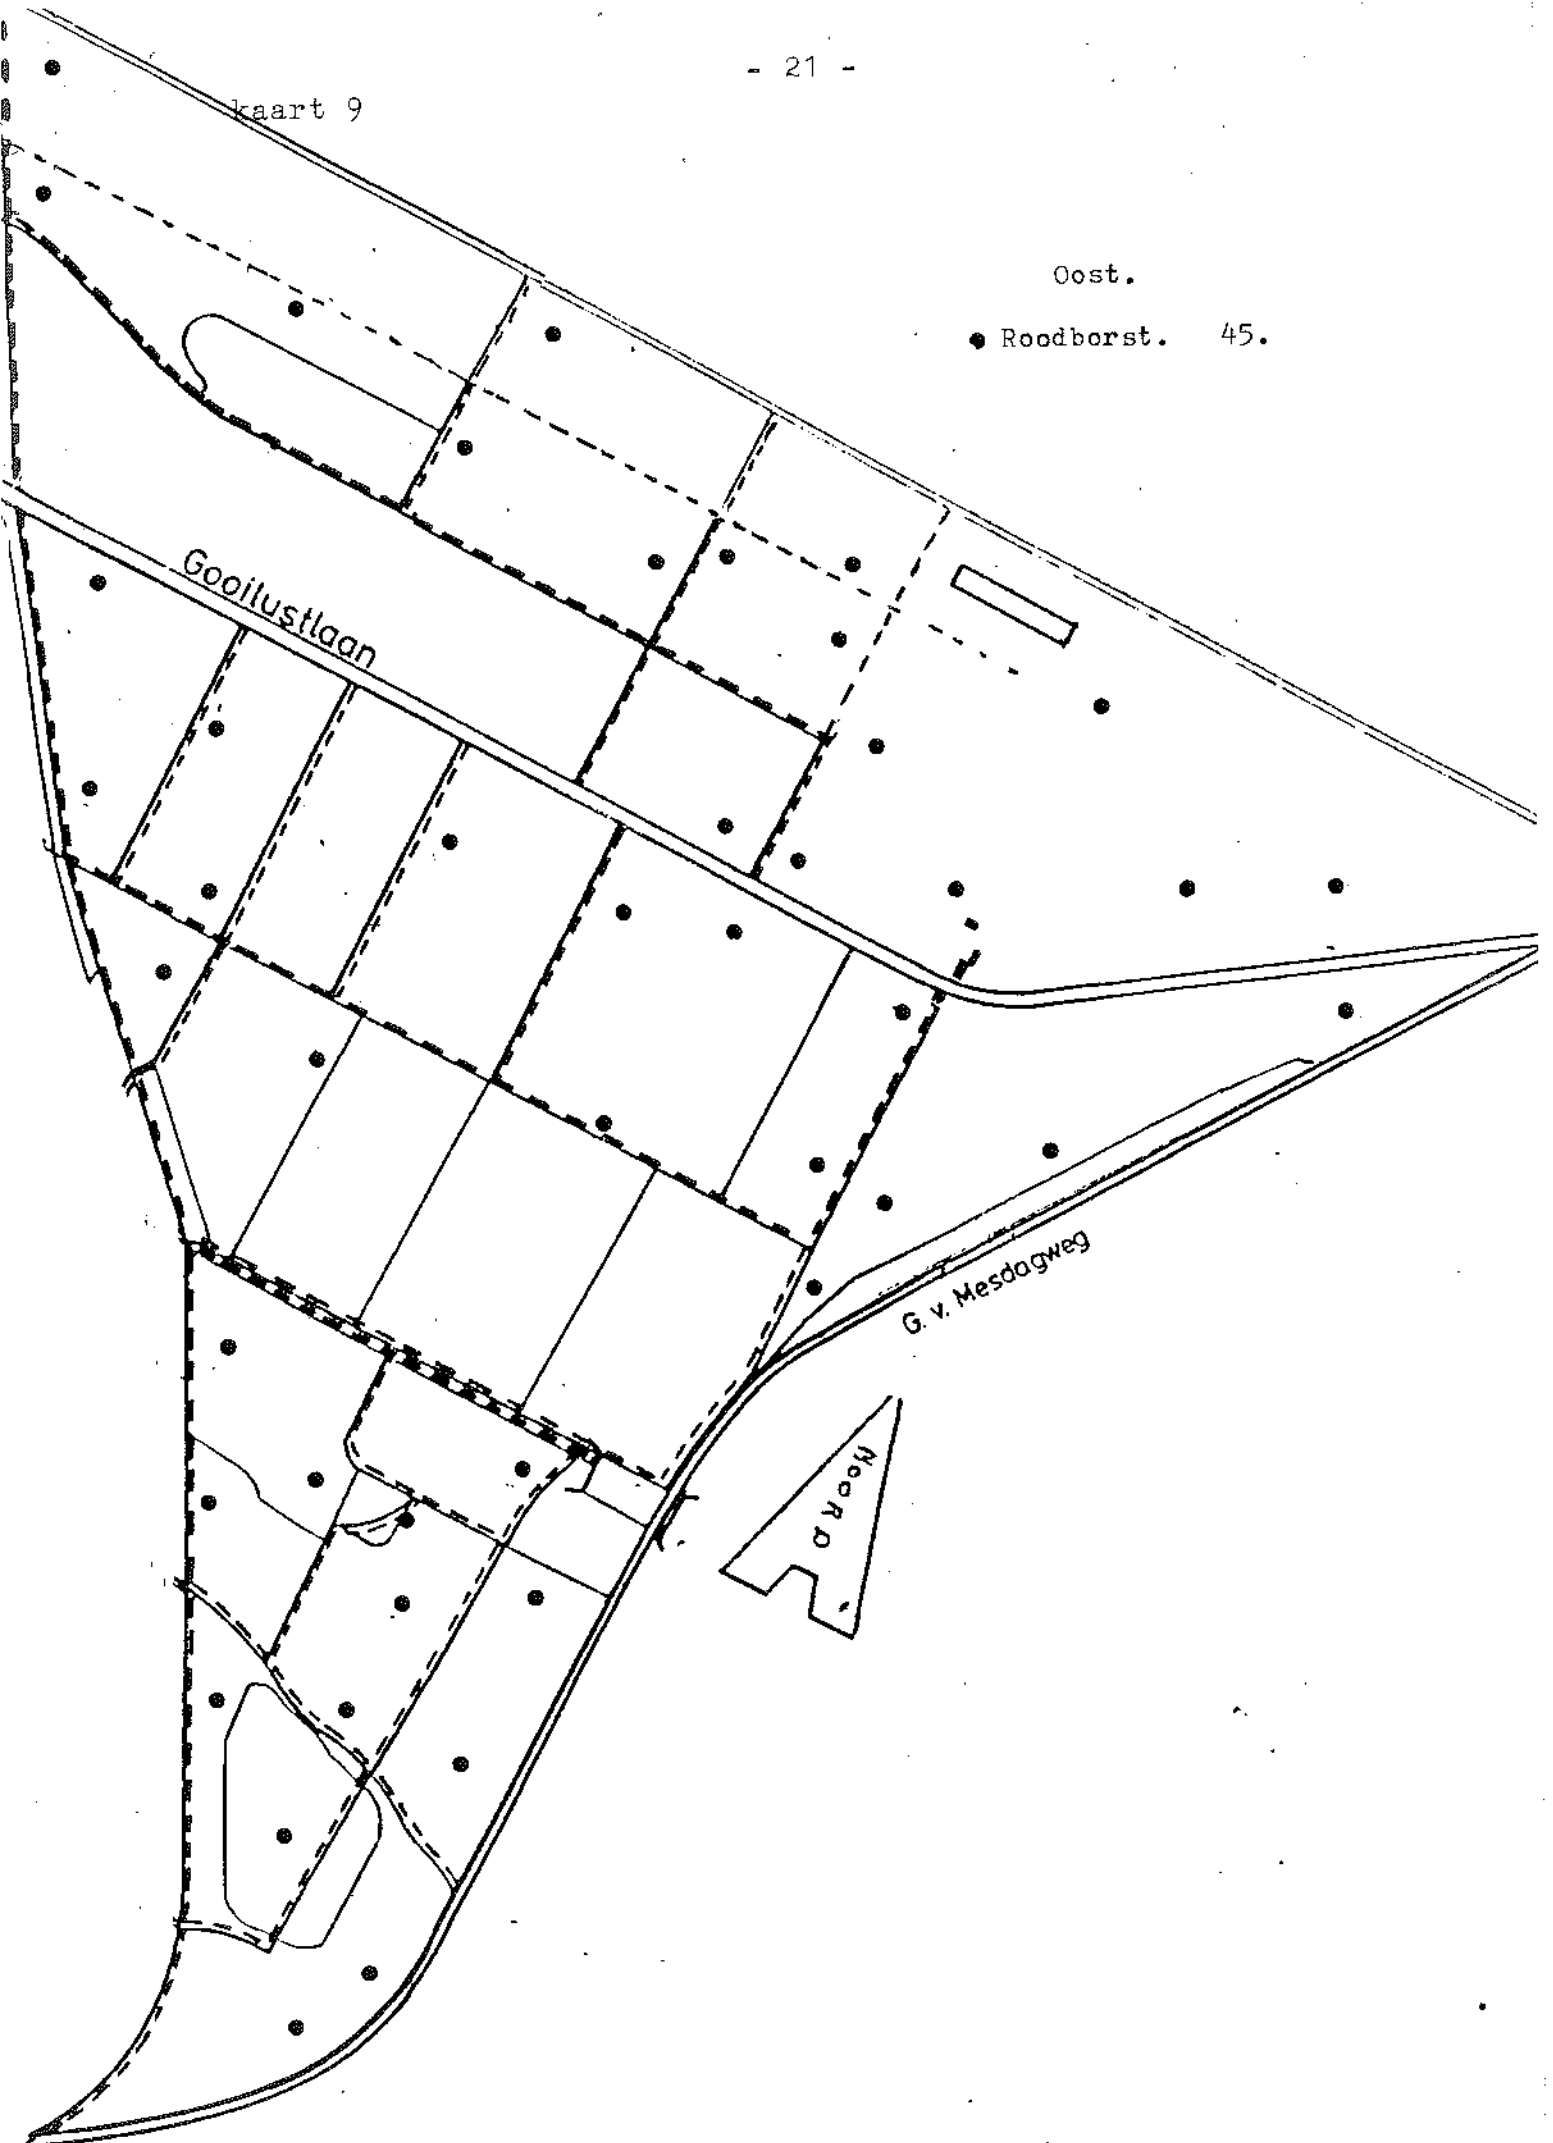 - 21 -
kaart 9
Oost.
Roodborst. 45.
Gooilustlaan
G. v. Mesdagweg
NOORD